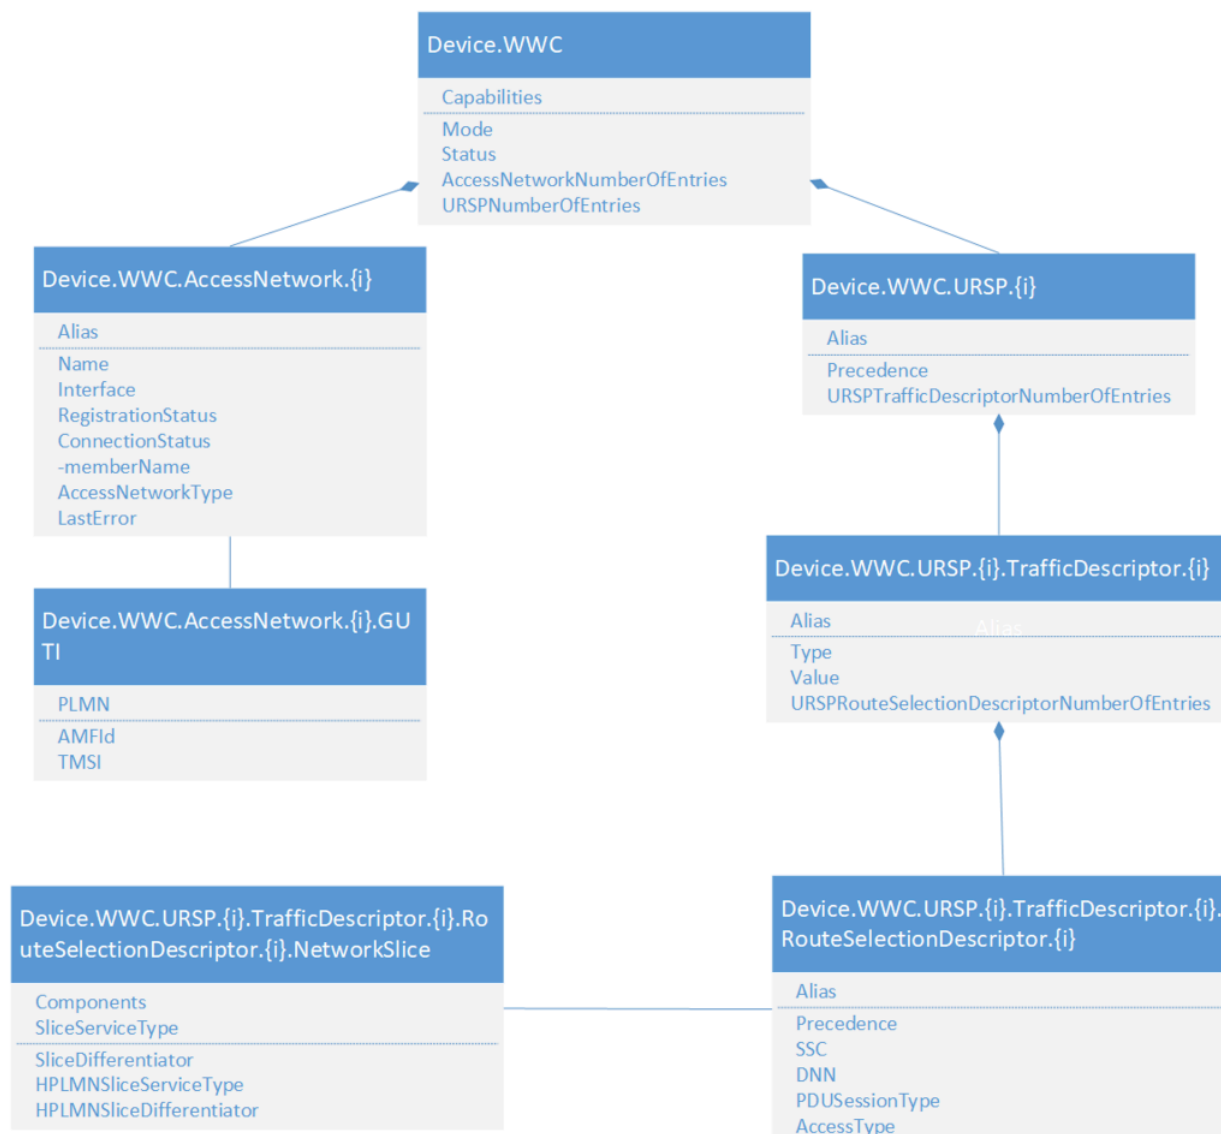 Device.WWC
Capabilities
Mode
Status
AccessNetworkNumberOfEntries
URSPNumberOfEntries
Device.WWC.AccessNetwork.{i}
Alias
Name
Interface
RegistrationStatus
ConnectionStatus
-memberName
AccessNetworkType
LastError
Device.WWC.URSP.{i}
Alias
Precedence
URSPTrafficDescriptorNumberOfEntries
Device.WWC.AccessNetwork.{i}.GU
TI
PLMN
AMFId
TMSI
Device.WWC.URSP.{i}.TrafficDescriptor.{i}
Alias
Alias
Type
Value
URSPRouteSelectionDescriptorNumberOfEntries
Device.WWC.URSP.{i}.TrafficDescriptor.{i}.Ro
uteSelectionDescriptor.{i}.NetworkSlice
Components
SliceServiceType
SliceDifferentiator
HPLMNSliceServiceType
HPLMNSliceDifferentiator
Device.WWC.URSP.{i}.TrafficDescriptor.{i}.
RouteSelectionDescriptor.{i}
Alias
Precedence
SSC
DNN
PDUSessionType
AccessType